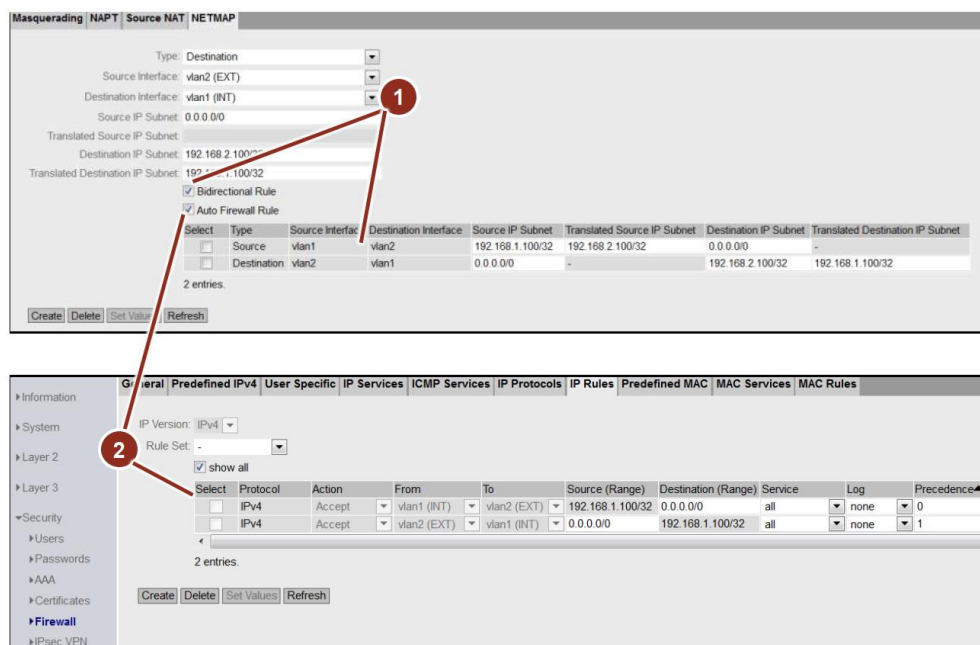 Masquerading NAPT Source NAT NETMAP
Type: Destination
Source Interface: vlan2 (EXT)
Destination Interface: vlan1 (INT)
1
Source IP Subnet: 0.0.0.0/0
Translated Source IP Subnet:
Destination IP Subnet:
Translated Destination IP Subnet:
Bidirectional Rule
Auto Firewall Rule
Select Type Source Interface Destination Interface Source IP Subnet Translated Source IP Subnet Destination IP Subnet Translated Destination IP Subnet
Source vlan1 vlan2 192.168.1.100/32 192.168.2.100/32 0.0.0.0/0 -
Destination vlan2 vlan1 0.0.0.0/0 - 192.168.2.100/32 192.168.1.100/32
2 entries.
Create Delete Set Values Refresh
General Predefined IPv4 User Specific IP Services ICMP Services IP Protocols IP Rules Predefined MAC MAC Services MAC Rules
Information
System
Layer 2
Layer 3
Security
Users
Passwords
AAA
Certificates
Firewall
IPsec VPN
IP Version: IPv4
2
Rule Set: -
show all
Select Protocol Action From To Source (Range) Destination (Range) Service Log Precedence
IPv4 Accept vlan1 (INT) vlan2 (EXT) 192.168.1.100/32 0.0.0.0/0 all none 0
IPv4 Accept vlan2 (EXT) vlan1 (INT) 0.0.0.0/0 192.168.1.100/32 all none 1
2 entries.
Create Delete Set Values Refresh